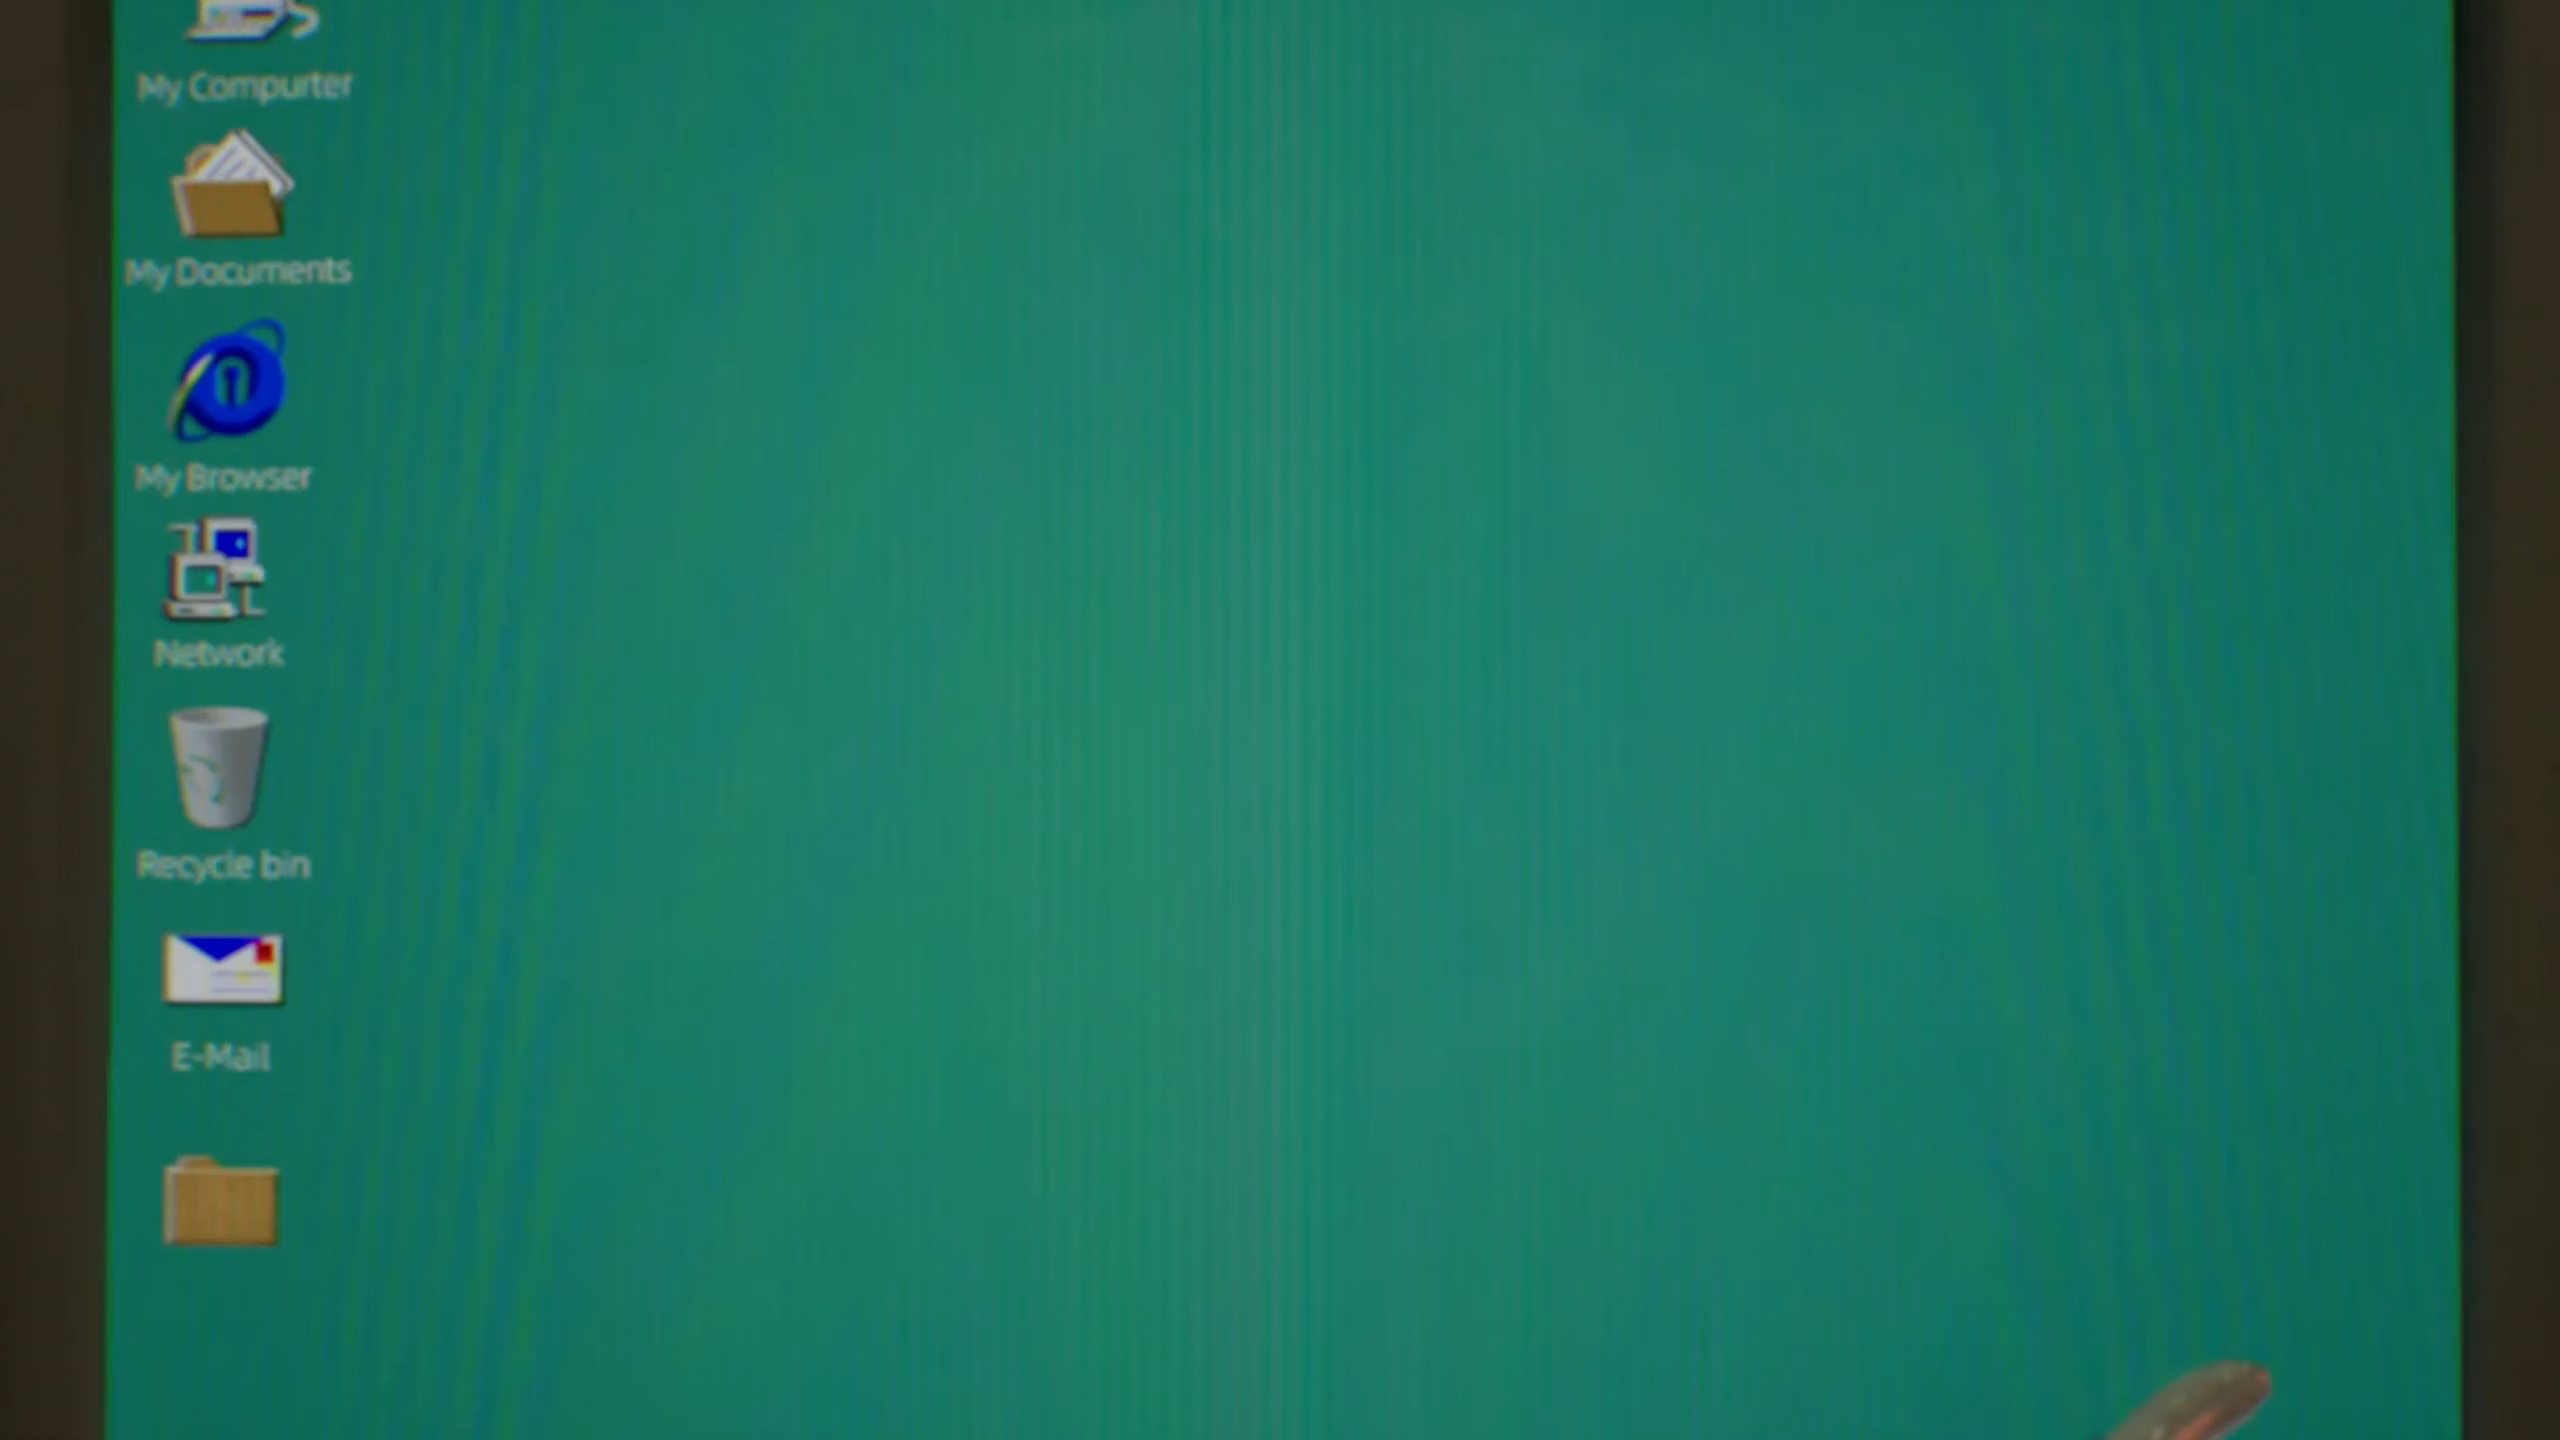 My Compurter
My Documents
My Browser
Network
Recycle bin
E-Mail